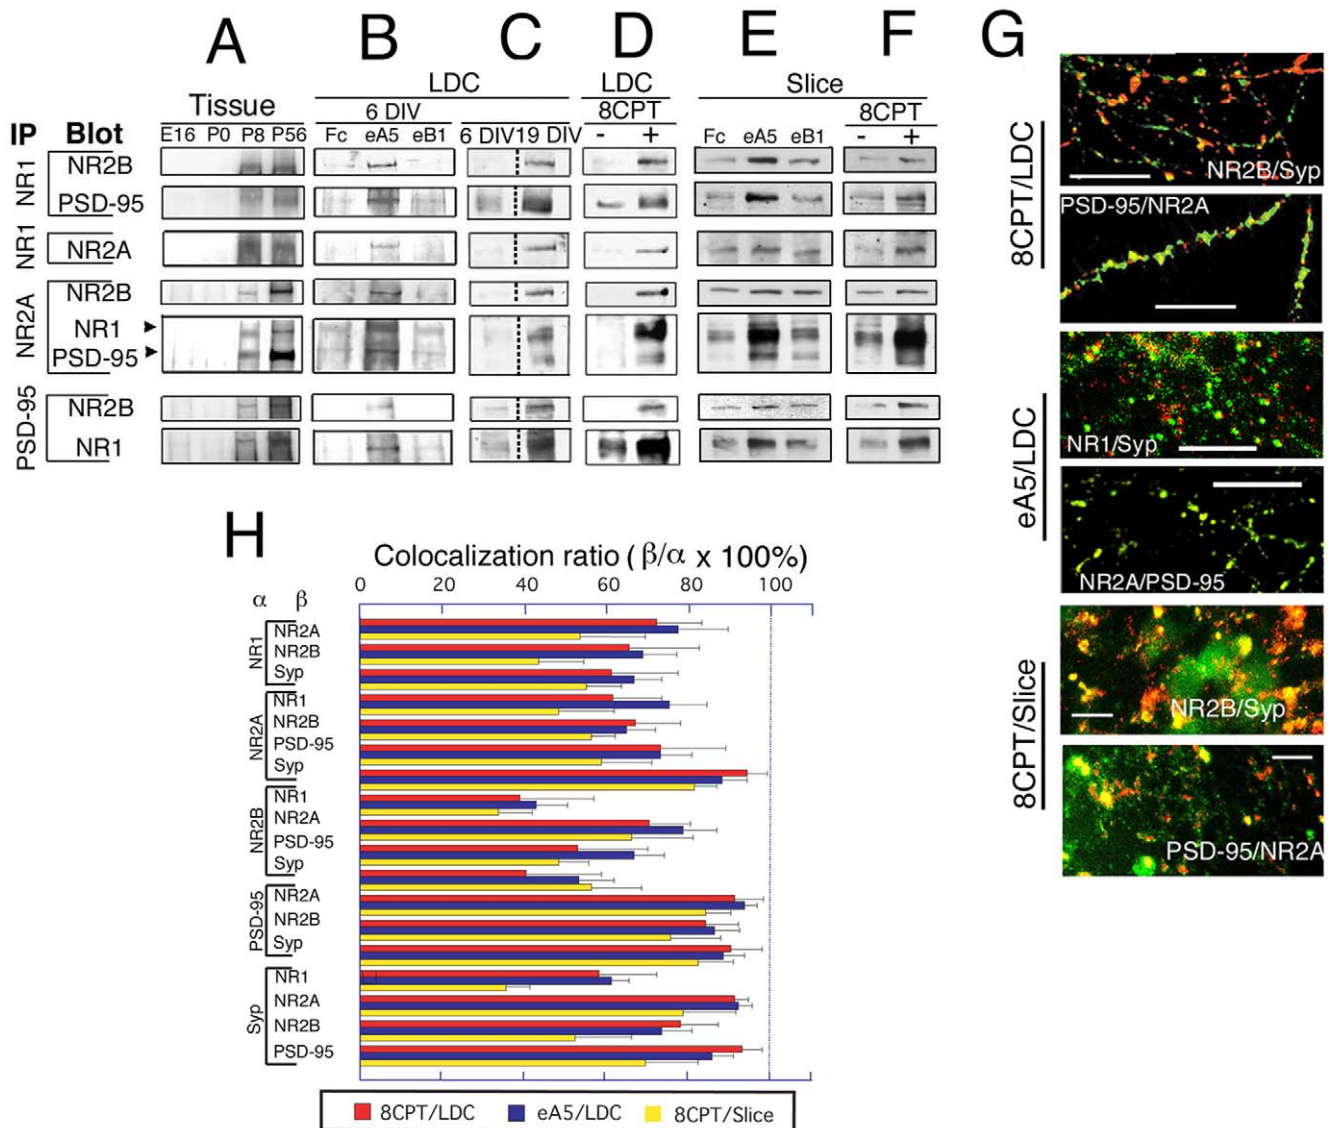 A B C D E F G
LDC LDC Slice
Tissue 6 DIV 8CPT 8CPT
IP Blot E16 P0 P8 P56 Fc eA5 eB1 6 DIV 19 DIV - + Fc eA5 eB1 - +
NR1 NR2B
PSD-95
NR1 NR2A
NR2A NR2B
NR1
PSD-95
PSD-95 NR2B
NR1
8CPT/LDC
NR2B/Syp
PSD-95/NR2A
eA5/LDC
NR1/Syp
NR2A/PSD-95
8CPT/Slice
NR2B/Syp
PSD-95/NR2A
H
Colocalization ratio ( β/α x 100%)
0 20 40 60 80 100
α β
NR1 NR2A
NR2B
Syp
NR2A NR1
NR2B
PSD-95
Syp
NR2B NR1
NR2A
PSD-95
Syp
PSD-95 NR2A
NR2B
Syp
Syp NR1
NR2A
NR2B
PSD-95
8CPT/LDC eA5/LDC 8CPT/Slice